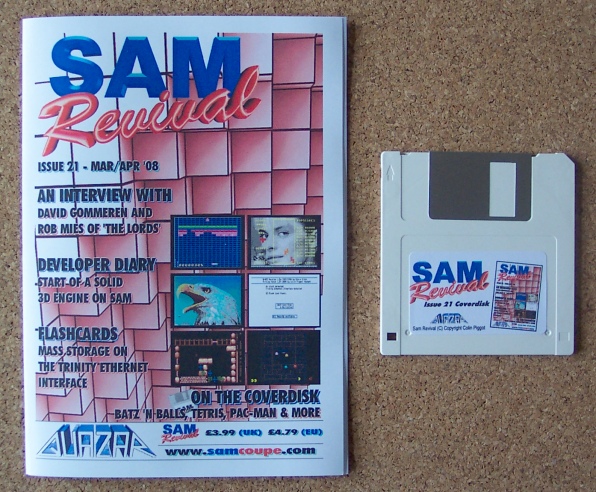 SAM
Revival
ISSUE 21 - MAR/APR '08
AN INTERVIEW WITH
DAVID GOMMEREN AND
ROB MIES OF 'THE LORDS'
DEVELOPER DIARY
START OF A SOLID
3D ENGINE ON SAM
FLASHCARDS
MASS STORAGE ON
THE TRINITY ETHERNET
INTERFACE
ON THE COVERDISK
BATZ 'N BALLS, TETRIS, PAC-MAN & MORE
QUAZAR
SAM
Revival
£3.99 (UK) £4.79 (EU)
www.samcoupe.com
SAM
Revival
Issue 21 Coverdisk
QUAZAR
Sam Revival (C) Copyright Colin Piggot
SAM
Revival